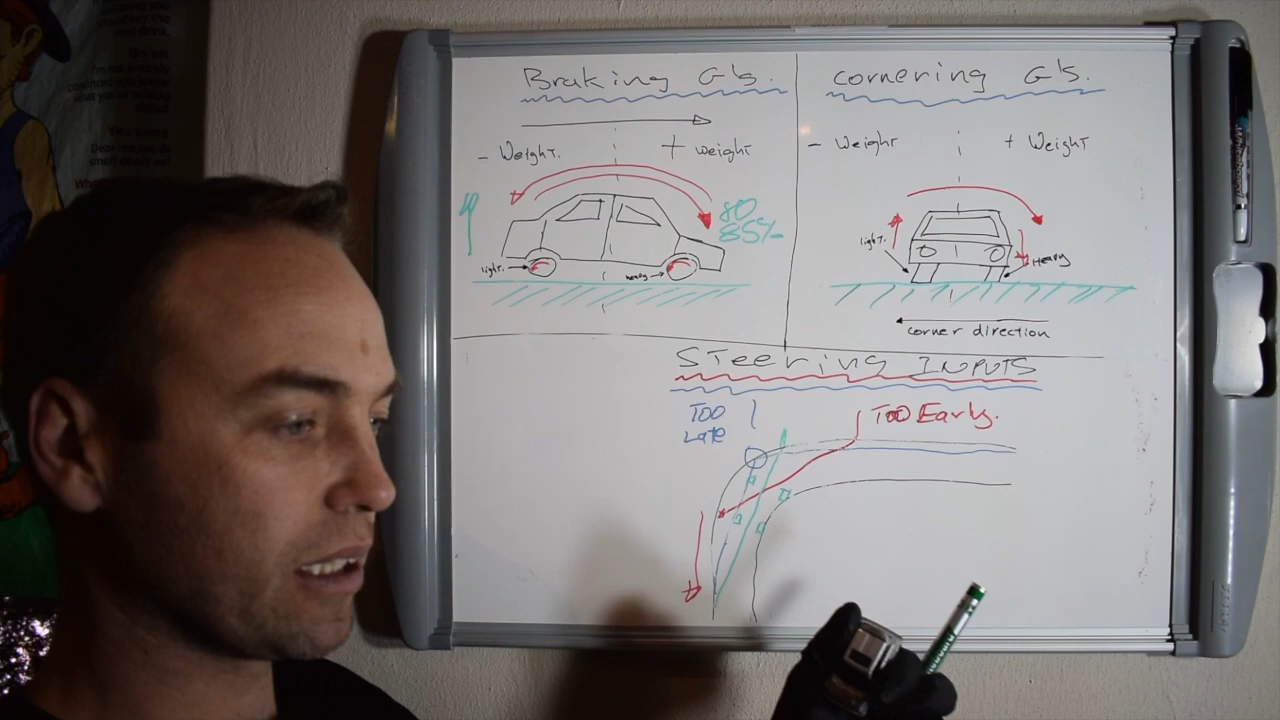 Braking G's.
- Weight.
+ weight
80
85%
light.
heavy
cornering G's.
- Weight
+ Weight
light.
Heavy
corner direction
STeering INPUTS
Too
Late
Too Early.